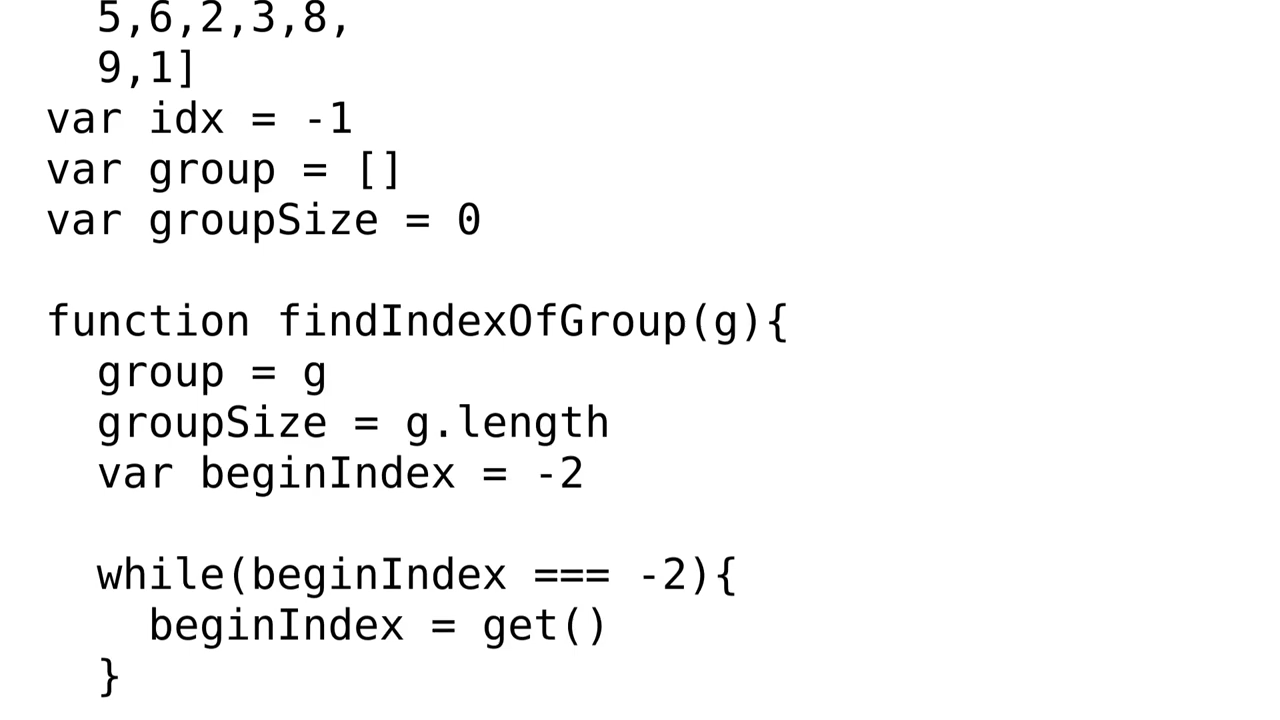 5,6,2,3,8,
9,1]
var idx = -1
var group = []
var groupSize = 0
function findIndexOfGroup(g){
group = g
groupSize = g.length
var beginIndex = -2
while(beginIndex === -2){
beginIndex = get()
}